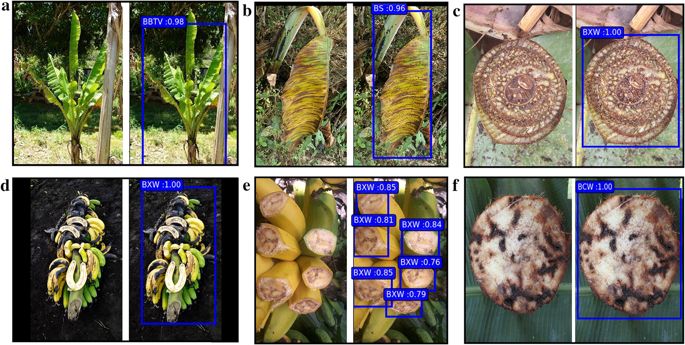 a
BBTV :0.98
b
BS :0.96
c
BXW :1.00
d
BXW :1.00
e
BXW :0.85
BXW :0.81
BXW :0.84
BXW :0.76
BXW :0.85
BXW :0.79
f
BCW :1.00